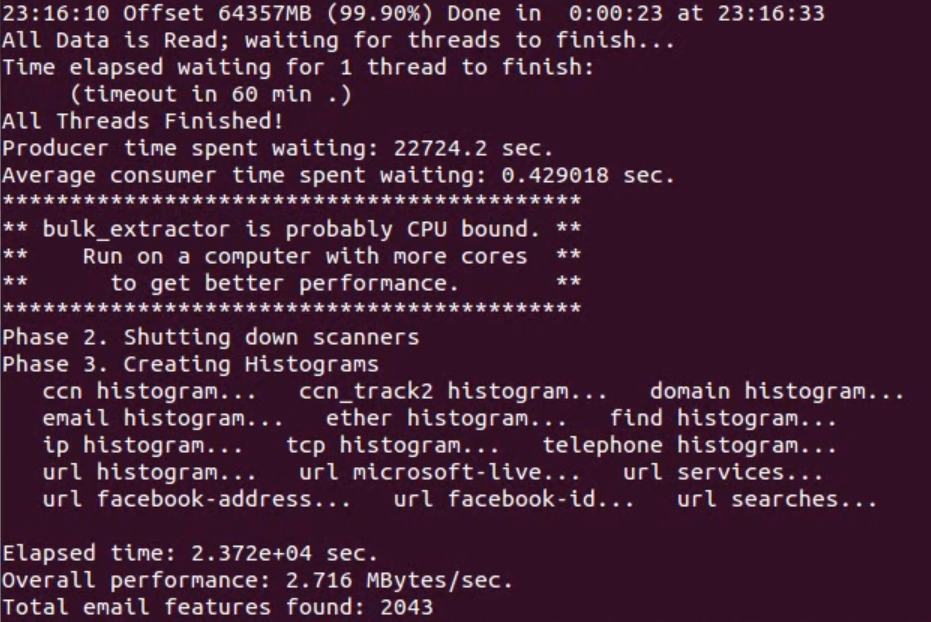 23:16:10 Offset 64357MB (99.90%) Done in  0:00:23 at 23:16:33
All Data is Read; waiting for threads to finish...
Time elapsed waiting for 1 thread to finish:
     (timeout in 60 min .)
All Threads Finished!
Producer time spent waiting: 22724.2 sec.
Average consumer time spent waiting: 0.429018 sec.
*******************************************
** bulk_extractor is probably CPU bound. **
**    Run on a computer with more cores  **
**      to get better performance.       **
*******************************************
Phase 2. Shutting down scanners
Phase 3. Creating Histograms
   ccn histogram...   ccn_track2 histogram...   domain histogram...
   email histogram...   ether histogram...   find histogram...
   ip histogram...   tcp histogram...   telephone histogram...
   url histogram...   url microsoft-live...   url services...
   url facebook-address...   url facebook-id...   url searches...
Elapsed time: 2.372e+04 sec.
Overall performance: 2.716 MBytes/sec.
Total email features found: 2043